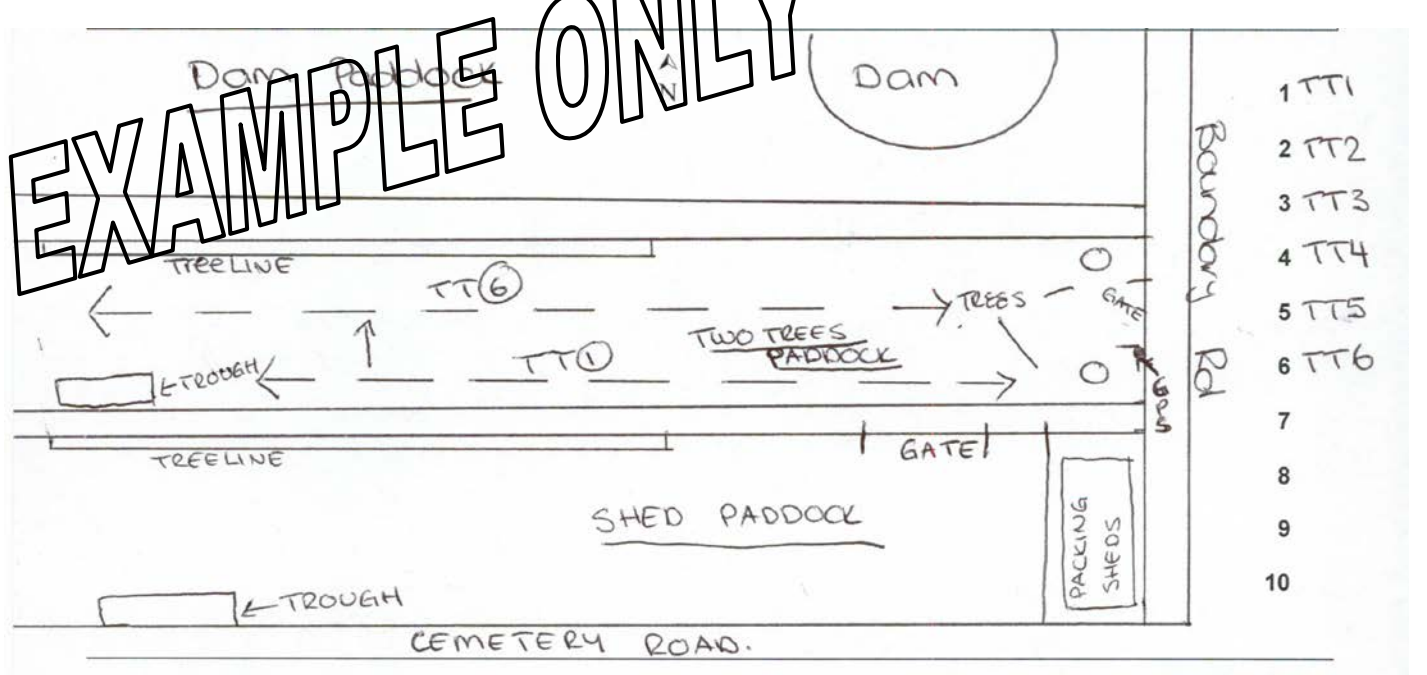 EXAMPLE ONLY
Dam Paddock
N
Dam
TREELINE
TT⑥
TREES
GATE
TWO TREES
PADDOCK
TT①
TROUGH
GPS
TREELINE
GATE
SHED PADDOCK
PACKING
SHEDS
TROUGH
CEMETERY ROAD.
Boundary Rd
1 TT1
2 TT2
3 TT3
4 TT4
5 TT5
6 TT6
7
8
9
10